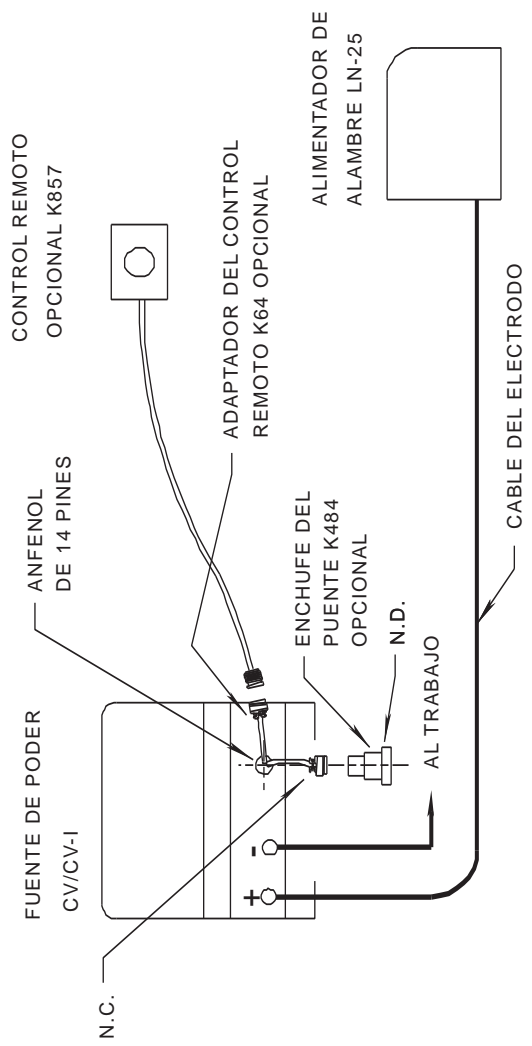 CONTROL REMOTO
OPCIONAL K857
ANFENOL
DE 14 PINES
FUENTE DE PODER
CV/CV-I
N.C.
ADAPTADOR DEL CONTROL
REMOTO K64 OPCIONAL
ENCHUFE DEL
PUENTE K484
OPCIONAL
N.D.
+
-
AL TRABAJO
ALIMENTADOR DE
ALAMBRE LN-25
CABLE DEL ELECTRODO